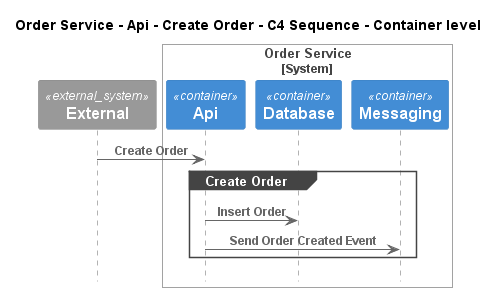 Order Service - Api - Create Order - C4 Sequence - Container level
Order Service
[System]
«external_system»
External
«container»
Api
«container»
Database
«container»
Messaging
Create Order
Create Order
Insert Order
Send Order Created Event